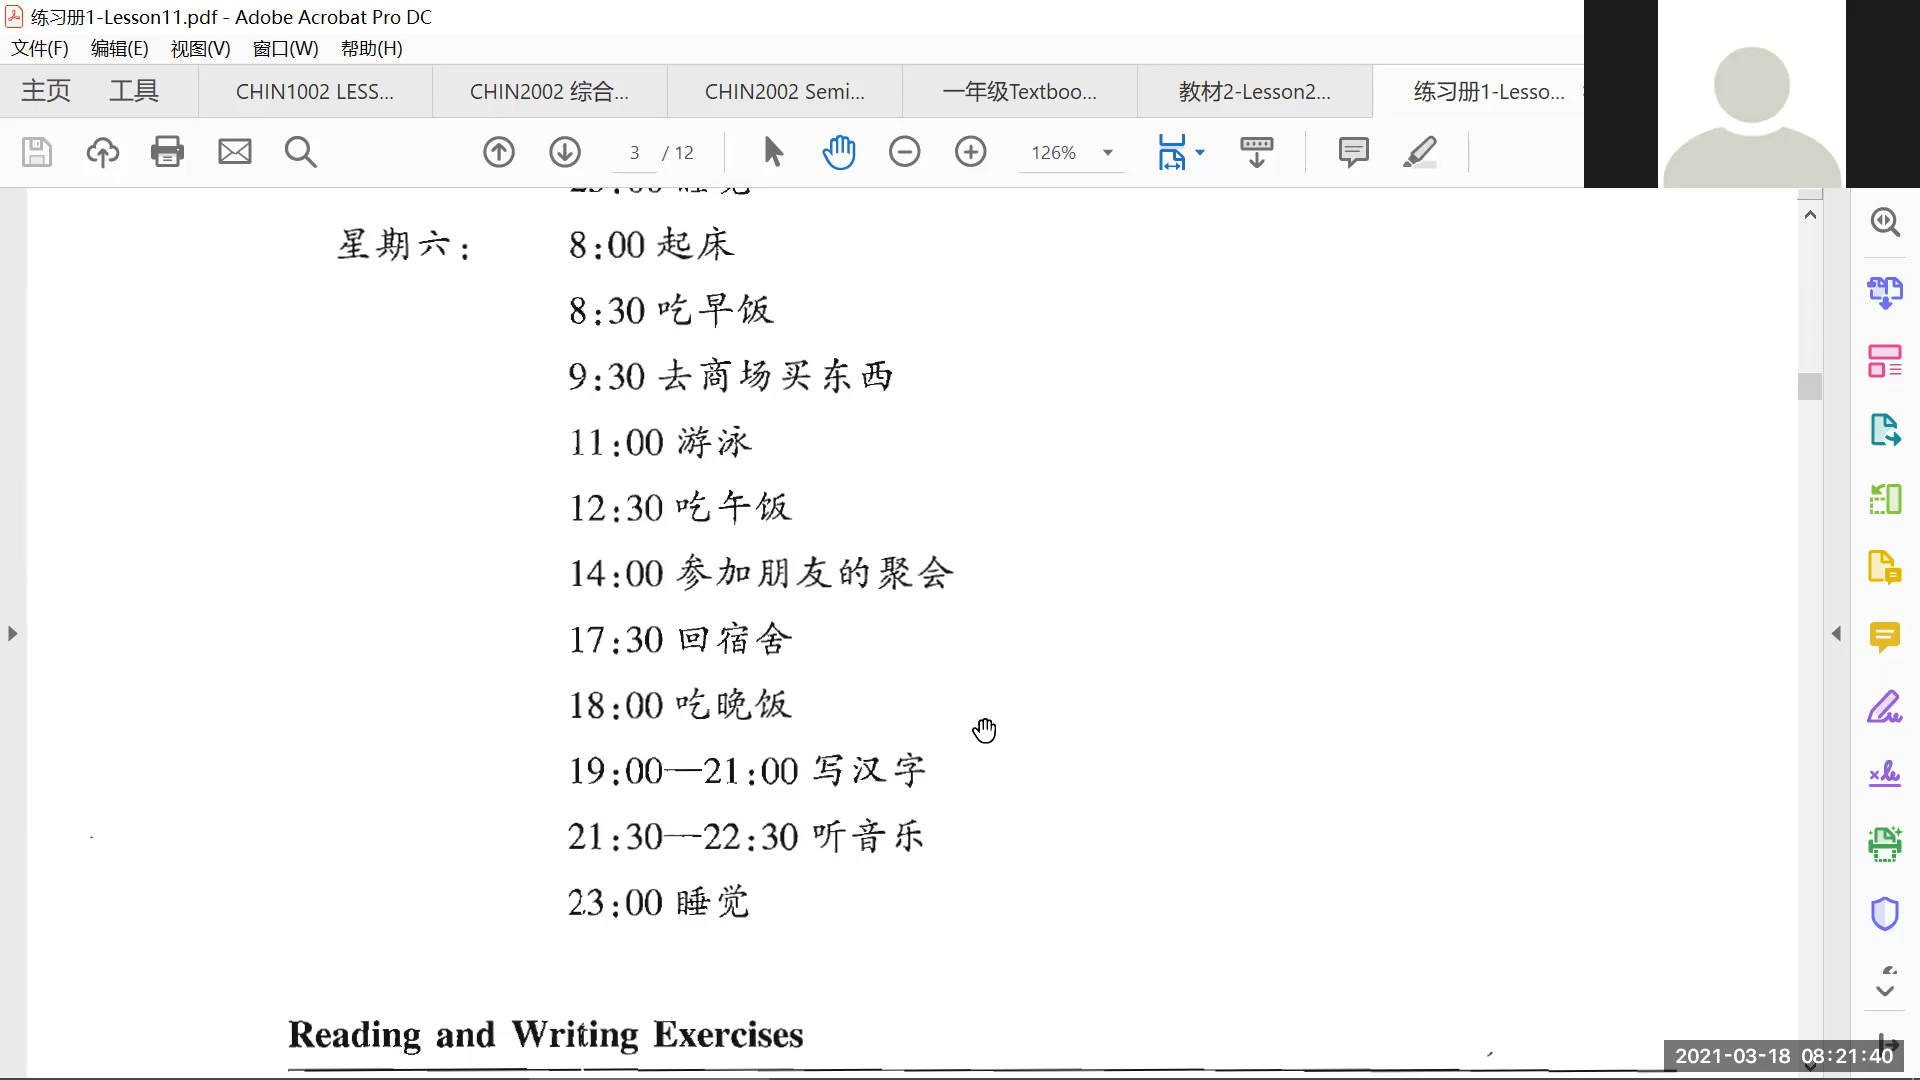 练习册1-Lesson11.pdf - Adobe Acrobat Pro DC
文件(F) 编辑(E) 视图(V) 窗口(W) 帮助(H)
主页 工具 CHIN1002 LESS... CHIN2002 综合... CHIN2002 Semi... 一年级Textboo... 教材2-Lesson2... 练习册1-Lesso...
3 / 12 126%
星期六: 8:00 起床
8:30 吃早饭
9:30 去商场买东西
11:00 游泳
12:30 吃午饭
14:00 参加朋友的聚会
17:30 回宿舍
18:00 吃晚饭
19:00—21:00 写汉字
21:30—22:30 听音乐
23:00 睡觉
Reading and Writing Exercises
2021-03-18 08:21:40